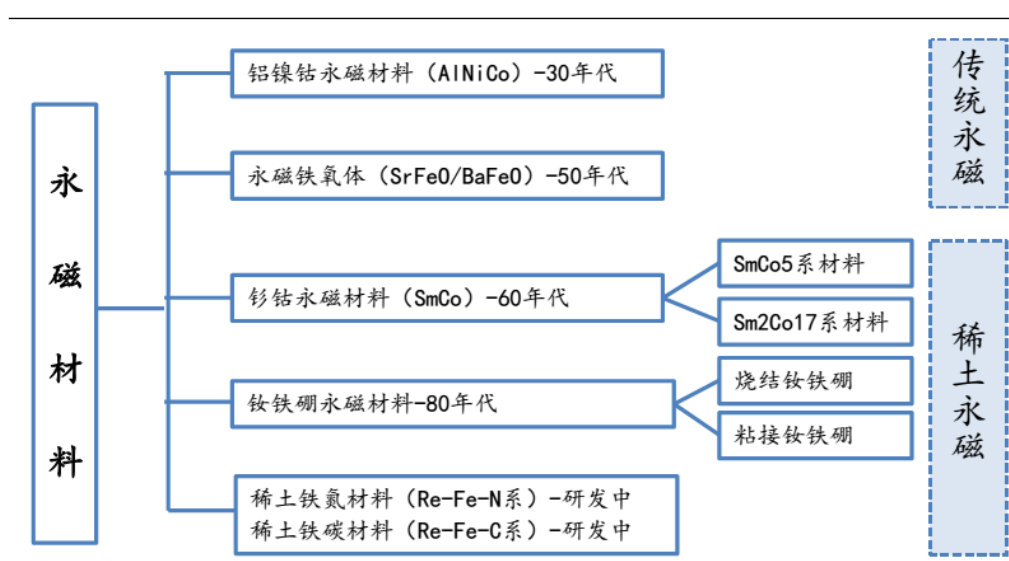 永磁材料
铝镍钴永磁材料（AlNiCo）-30年代
永磁铁氧体（SrFeO/BaFeO）-50年代
钐钴永磁材料（SmCo）-60年代
SmCo5系材料
Sm2Co17系材料
钕铁硼永磁材料-80年代
烧结钕铁硼
粘接钕铁硼
稀土铁氮材料（Re-Fe-N系）-研发中
稀土铁碳材料（Re-Fe-C系）-研发中
传统永磁
稀土永磁